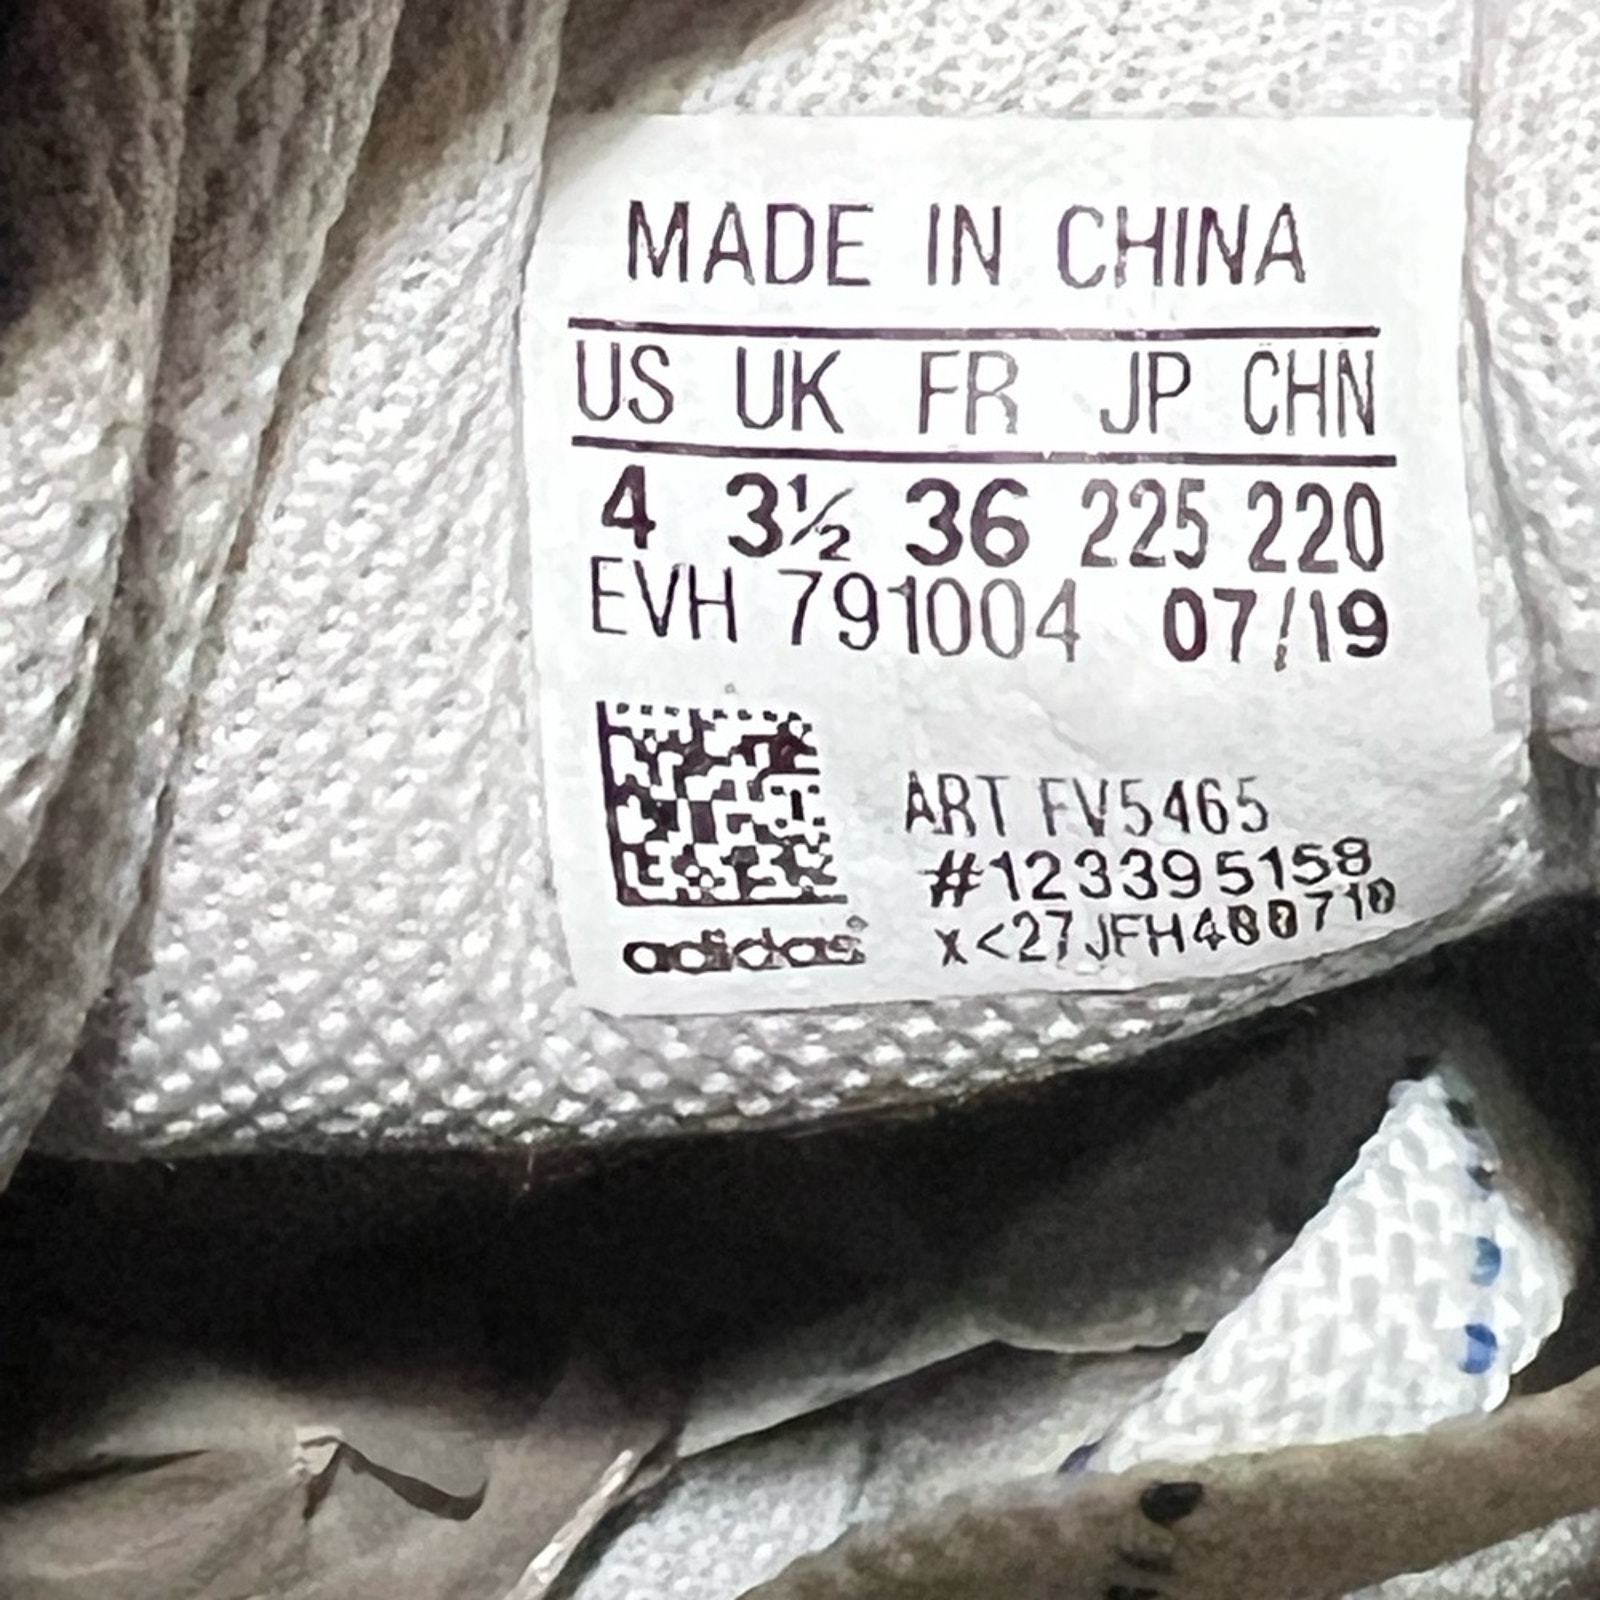 MADE IN CHINA
US UK FR JP CHN
4 3½ 36 225 220
EVH 791004 07/19
ART FV5465
#123395158
adidas